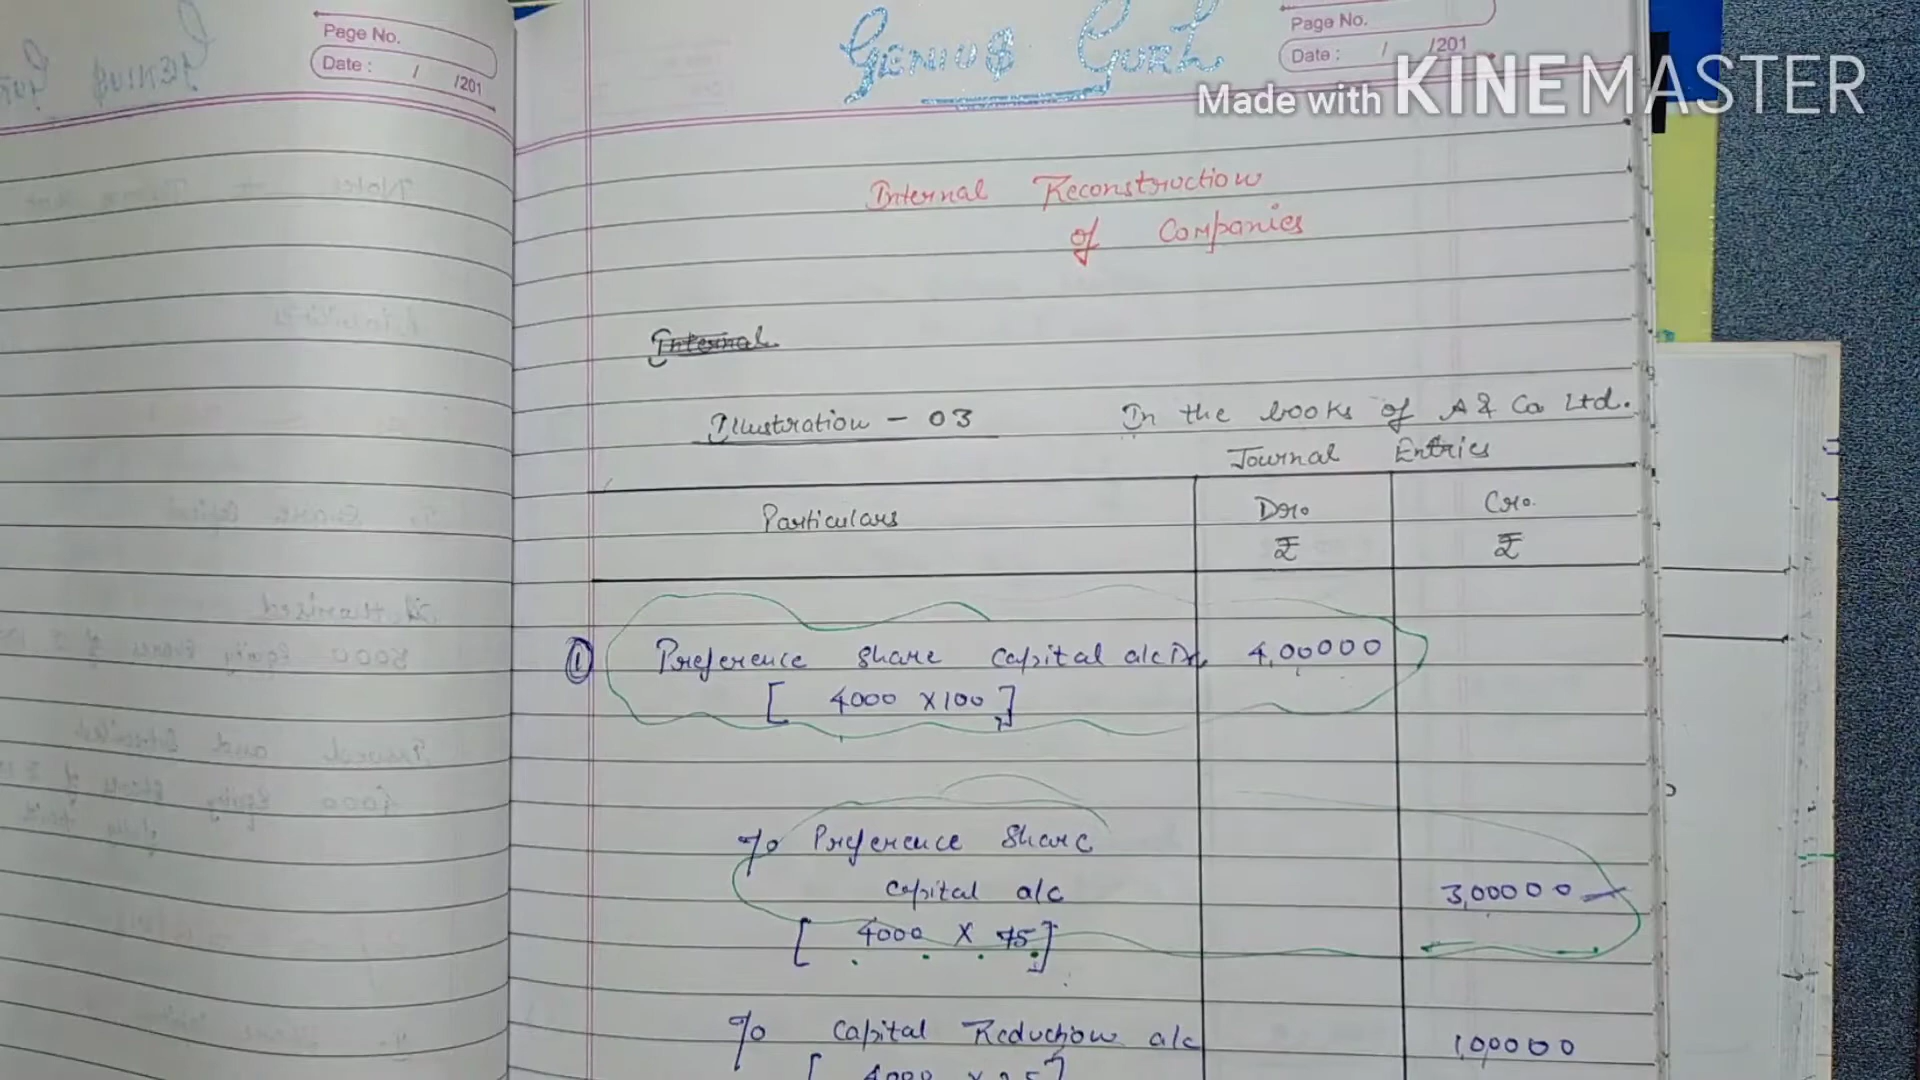 Page No.
Date : / /201
GENIUS GURL
Page No.
Date : / /201
Made with KINEMASTER
Internal Reconstruction
of Companies
Internal
Illustration - 03 In the books of A & Co Ltd.
Journal Entries
Particulars Dr. Cr.
₹ ₹
① Preference share capital a/c Dr. 4,00000
[ 4000 X 100 ]
To Preference Share
capital a/c 3,00000
[ 4000 X 75 ]
To Capital Reduction a/c 1,00000
[ 4000 X 25 ]